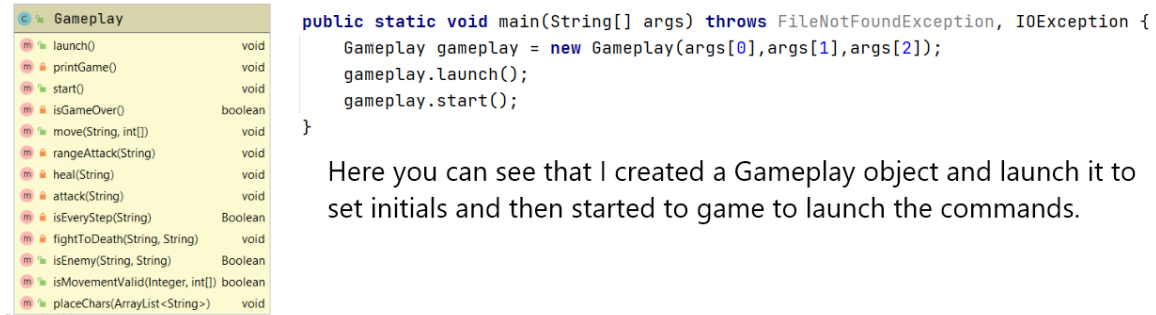 Gameplay
launch() void
printGame() void
start() void
isGameOver() boolean
move(String, int[]) void
rangeAttack(String) void
heal(String) void
attack(String) void
isEveryStep(String) Boolean
fightToDeath(String, String) void
isEnemy(String, String) Boolean
isMovementValid(Integer, int[]) boolean
placeChars(ArrayList<String>) void
public static void main(String[] args) throws FileNotFoundException, IOException {
Gameplay gameplay = new Gameplay(args[0],args[1],args[2]);
gameplay.launch();
gameplay.start();
}
Here you can see that I created a Gameplay object and launch it to
set initials and then started to game to launch the commands.